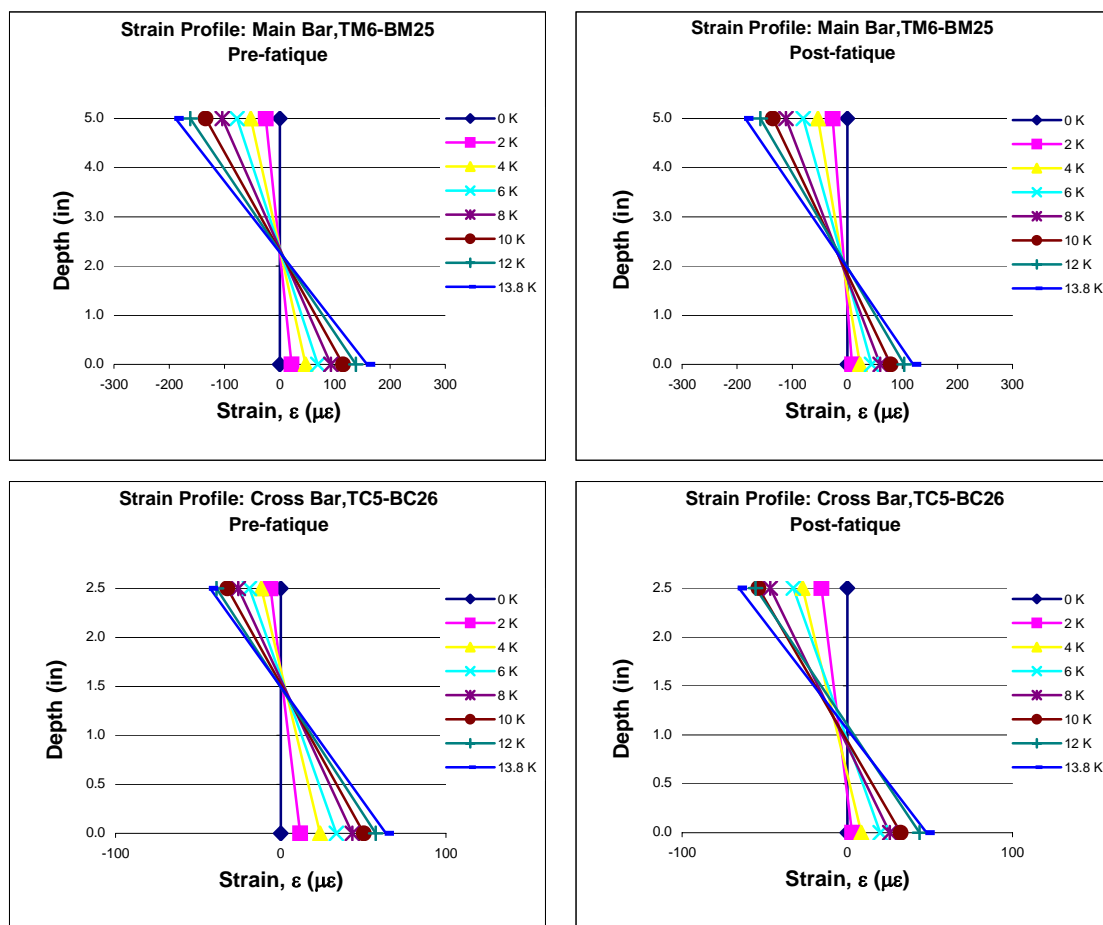 Strain Profile: Main Bar,TM6-BM25
Pre-fatique
5.0
4.0
3.0
2.0
1.0
0.0
-300
-200
-100
0
100
200
300
Depth (in)
Strain, ε (με)
0 K
2 K
4 K
6 K
8 K
10 K
12 K
13.8 K
Strain Profile: Main Bar,TM6-BM25
Post-fatique
5.0
4.0
3.0
2.0
1.0
0.0
-300
-200
-100
0
100
200
300
Depth (in)
Strain, ε (με)
0 K
2 K
4 K
6 K
8 K
10 K
12 K
13.8 K
Strain Profile: Cross Bar,TC5-BC26
Pre-fatique
2.5
2.0
1.5
1.0
0.5
0.0
-100
0
100
Depth (in)
Strain, ε (με)
0 K
2 K
4 K
6 K
8 K
10 K
12 K
13.8 K
Strain Profile: Cross Bar,TC5-BC26
Post-fatique
2.5
2.0
1.5
1.0
0.5
0.0
-100
0
100
Depth (in)
Strain, ε (με)
0 K
2 K
4 K
6 K
8 K
10 K
12 K
13.8 K